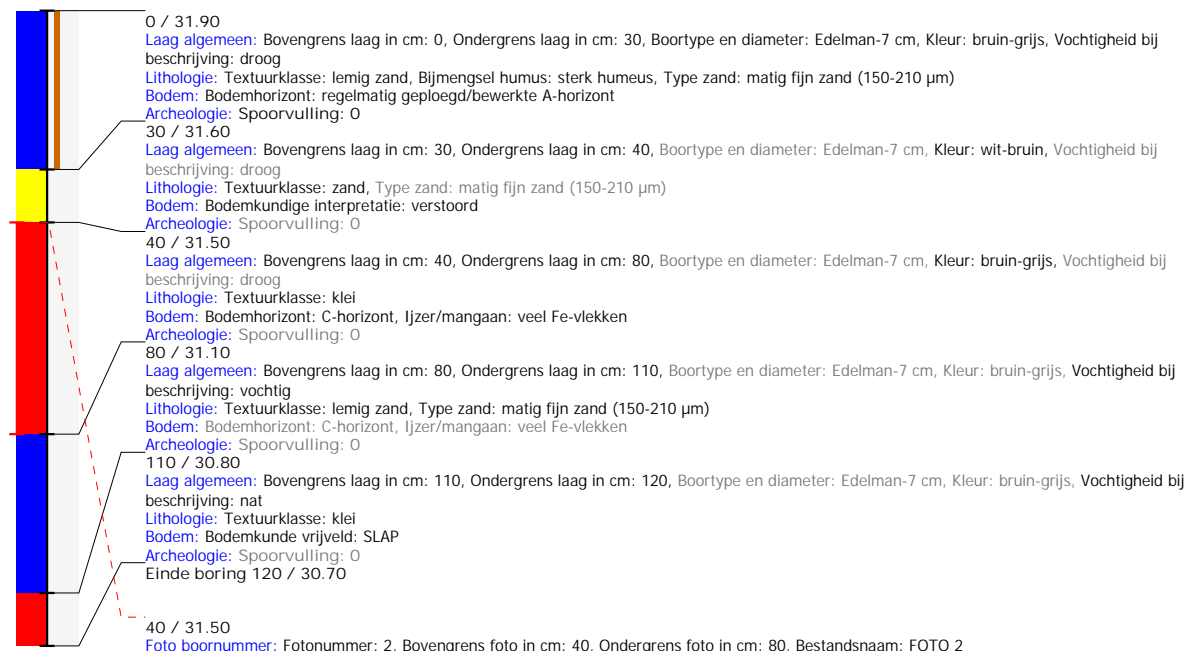 0 / 31.90
Laag algemeen: Bovengrens laag in cm: 0, Ondergrens laag in cm: 30, Boortype en diameter: Edelman-7 cm, Kleur: bruin-grijs, Vochtigheid bij
beschrijving: droog
Lithologie: Textuurklasse: lemig zand, Bijmengsel humus: sterk humeus, Type zand: matig fijn zand (150-210 µm)
Bodem: Bodemhorizont: regelmatig geploegd/bewerkte A-horizont
Archeologie: Spoorvulling: 0
30 / 31.60
Laag algemeen: Bovengrens laag in cm: 30, Ondergrens laag in cm: 40, Boortype en diameter: Edelman-7 cm, Kleur: wit-bruin, Vochtigheid bij
beschrijving: droog
Lithologie: Textuurklasse: zand, Type zand: matig fijn zand (150-210 µm)
Bodem: Bodemkundige interpretatie: verstoord
Archeologie: Spoorvulling: 0
40 / 31.50
Laag algemeen: Bovengrens laag in cm: 40, Ondergrens laag in cm: 80, Boortype en diameter: Edelman-7 cm, Kleur: bruin-grijs, Vochtigheid bij
beschrijving: droog
Lithologie: Textuurklasse: klei
Bodem: Bodemhorizont: C-horizont, Ijzer/mangaan: veel Fe-vlekken
Archeologie: Spoorvulling: 0
80 / 31.10
Laag algemeen: Bovengrens laag in cm: 80, Ondergrens laag in cm: 110, Boortype en diameter: Edelman-7 cm, Kleur: bruin-grijs, Vochtigheid bij
beschrijving: vochtig
Lithologie: Textuurklasse: lemig zand, Type zand: matig fijn zand (150-210 µm)
Bodem: Bodemhorizont: C-horizont, Ijzer/mangaan: veel Fe-vlekken
Archeologie: Spoorvulling: 0
110 / 30.80
Laag algemeen: Bovengrens laag in cm: 110, Ondergrens laag in cm: 120, Boortype en diameter: Edelman-7 cm, Kleur: bruin-grijs, Vochtigheid bij
beschrijving: nat
Lithologie: Textuurklasse: klei
Bodem: Bodemkunde vrijveld: SLAP
Archeologie: Spoorvulling: 0
Einde boring 120 / 30.70
40 / 31.50
Foto boornummer: Fotonummer: 2, Bovengrens foto in cm: 40, Ondergrens foto in cm: 80, Bestandsnaam: FOTO 2